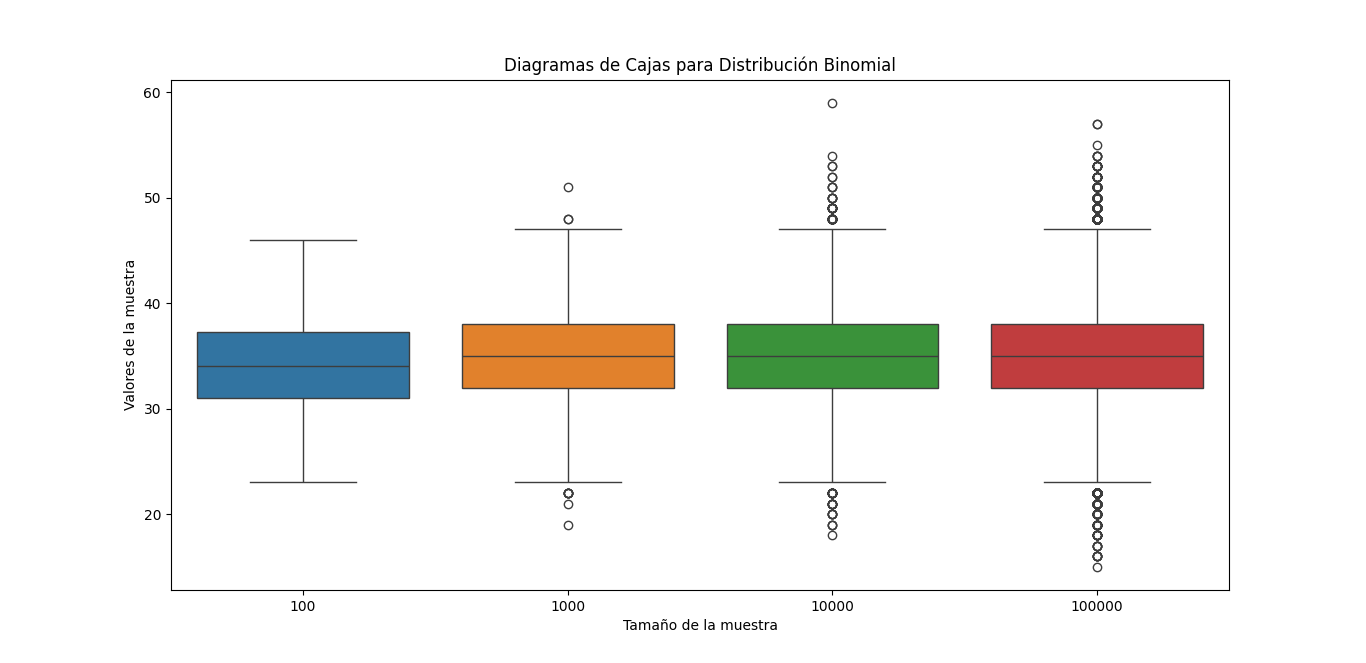 Diagramas de Cajas para Distribución Binomial
60
50
40
30
20
Valores de la muestra
100 1000 10000 100000
Tamaño de la muestra